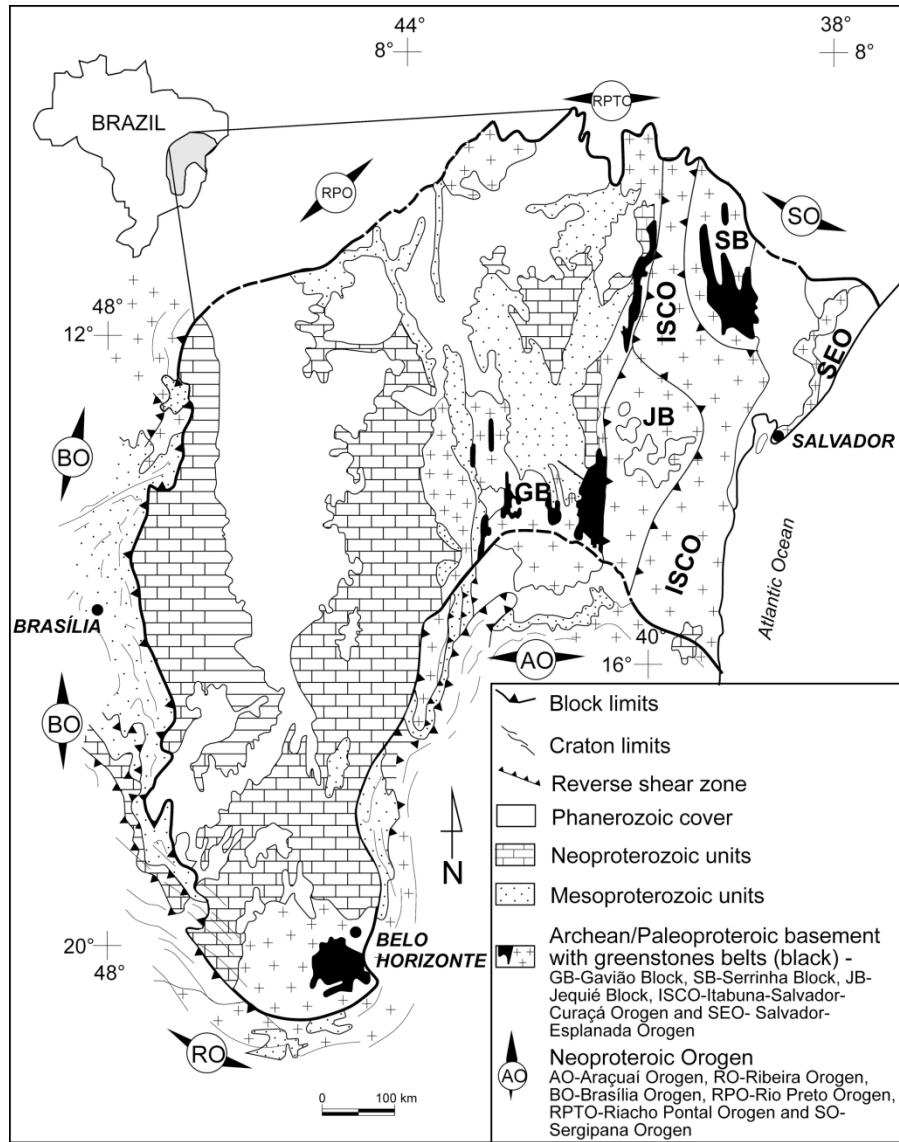 44°
8°
38°
8°
BRAZIL
RPTO
RPO
SO
SB
48°
12°
ISCO
SEO
JB
BO
SALVADOR
GB
ISCO
Atlantic Ocean
BRASÍLIA
40°
16°
AO
BO
Block limits
Craton limits
Reverse shear zone
Phanerozoic cover
N
Neoproterozoic units
Mesoproterozoic units
BELO
HORIZONTE
20°
48°
Archean/Paleoproteroic basement
with greenstones belts (black) -
GB-Gavião Block, SB-Serrinha Block, JB-
Jequié Block, ISCO-Itabuna-Salvador-
Curaçá Orogen and SEO- Salvador-
Esplanada Orogen
RO
Neoproteroic Orogen
AO
AO-Araçuaí Orogen, RO-Ribeira Orogen,
BO-Brasília Orogen, RPO-Rio Preto Orogen,
RPTO-Riacho Pontal Orogen and SO-
Sergipana Orogen
0 100 km